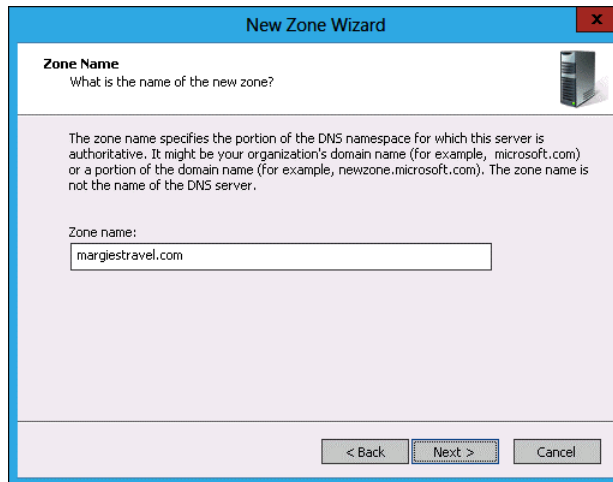 New Zone Wizard
x
Zone Name
What is the name of the new zone?
The zone name specifies the portion of the DNS namespace for which this server is
authoritative. It might be your organization's domain name (for example, microsoft.com)
or a portion of the domain name (for example, newzone.microsoft.com). The zone name is
not the name of the DNS server.
Zone name:
margiestravel.com
< Back Next > Cancel